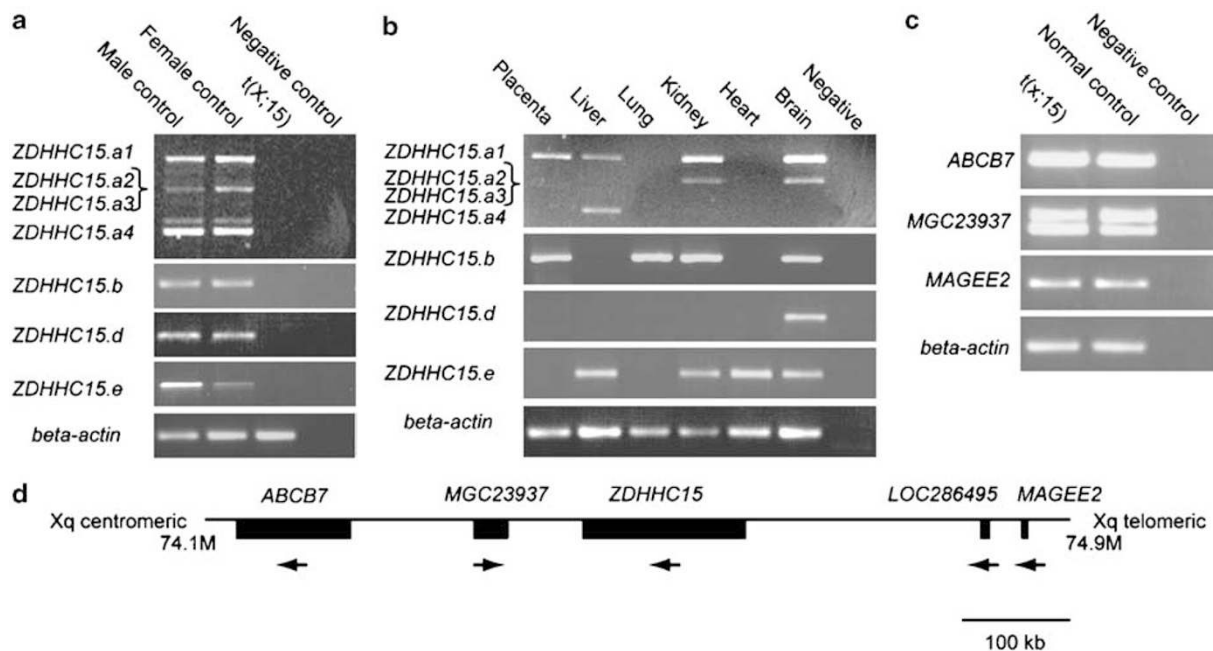 a
Male control
Female control
t(X;15)
Negative control
ZDHHC15.a1
ZDHHC15.a2
ZDHHC15.a3
ZDHHC15.a4
ZDHHC15.b
ZDHHC15.d
ZDHHC15.e
beta-actin
b
Placenta
Liver
Lung
Kidney
Heart
Brain
Negative
ZDHHC15.a1
ZDHHC15.a2
ZDHHC15.a3
ZDHHC15.a4
ZDHHC15.b
ZDHHC15.d
ZDHHC15.e
beta-actin
c
t(x;15)
Normal control
Negative control
ABCB7
MGC23937
MAGEE2
beta-actin
d
ABCB7 MGC23937 ZDHHC15 LOC286495 MAGEE2
Xq centromeric Xq telomeric
74.1M 74.9M
100 kb